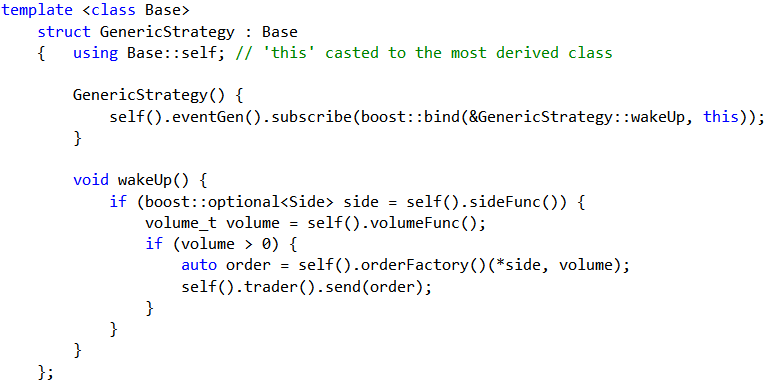 template <class Base>
    struct GenericStrategy : Base
    {   using Base::self; // 'this' casted to the most derived class

        GenericStrategy() {
            self().eventGen().subscribe(boost::bind(&GenericStrategy::wakeUp, this));
        }

        void wakeUp() {
            if (boost::optional<Side> side = self().sideFunc()) {
                volume_t volume = self().volumeFunc();
                if (volume > 0) {
                    auto order = self().orderFactory()(*side, volume);
                    self().trader().send(order);
                }
            }
        }
    };